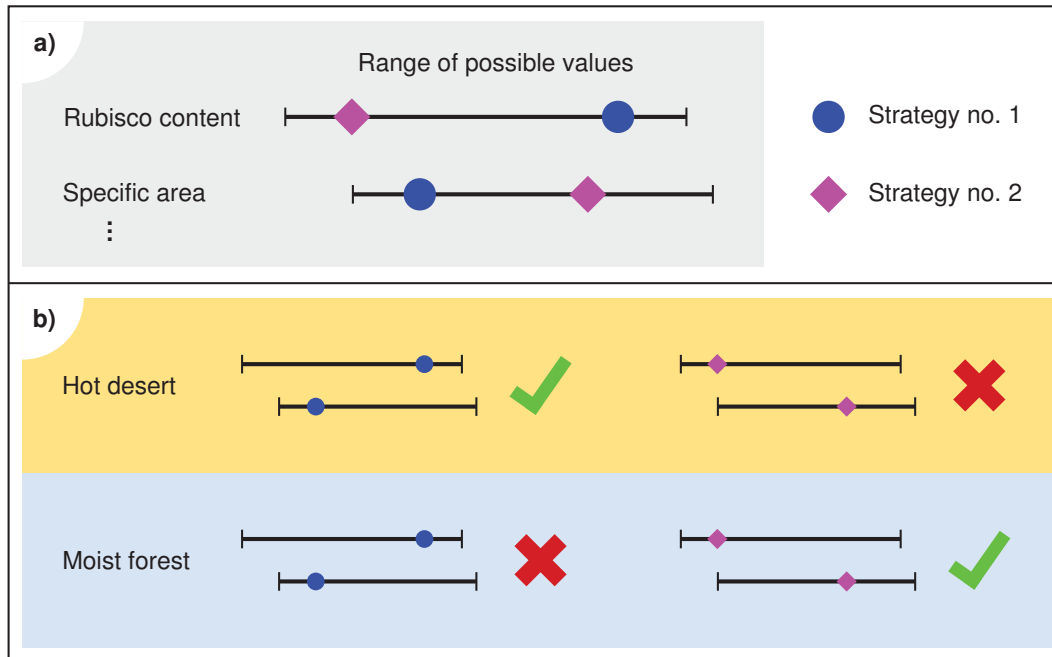 a)
Range of possible values
Rubisco content
Specific area
⋮
Strategy no. 1
Strategy no. 2
b)
Hot desert
Moist forest